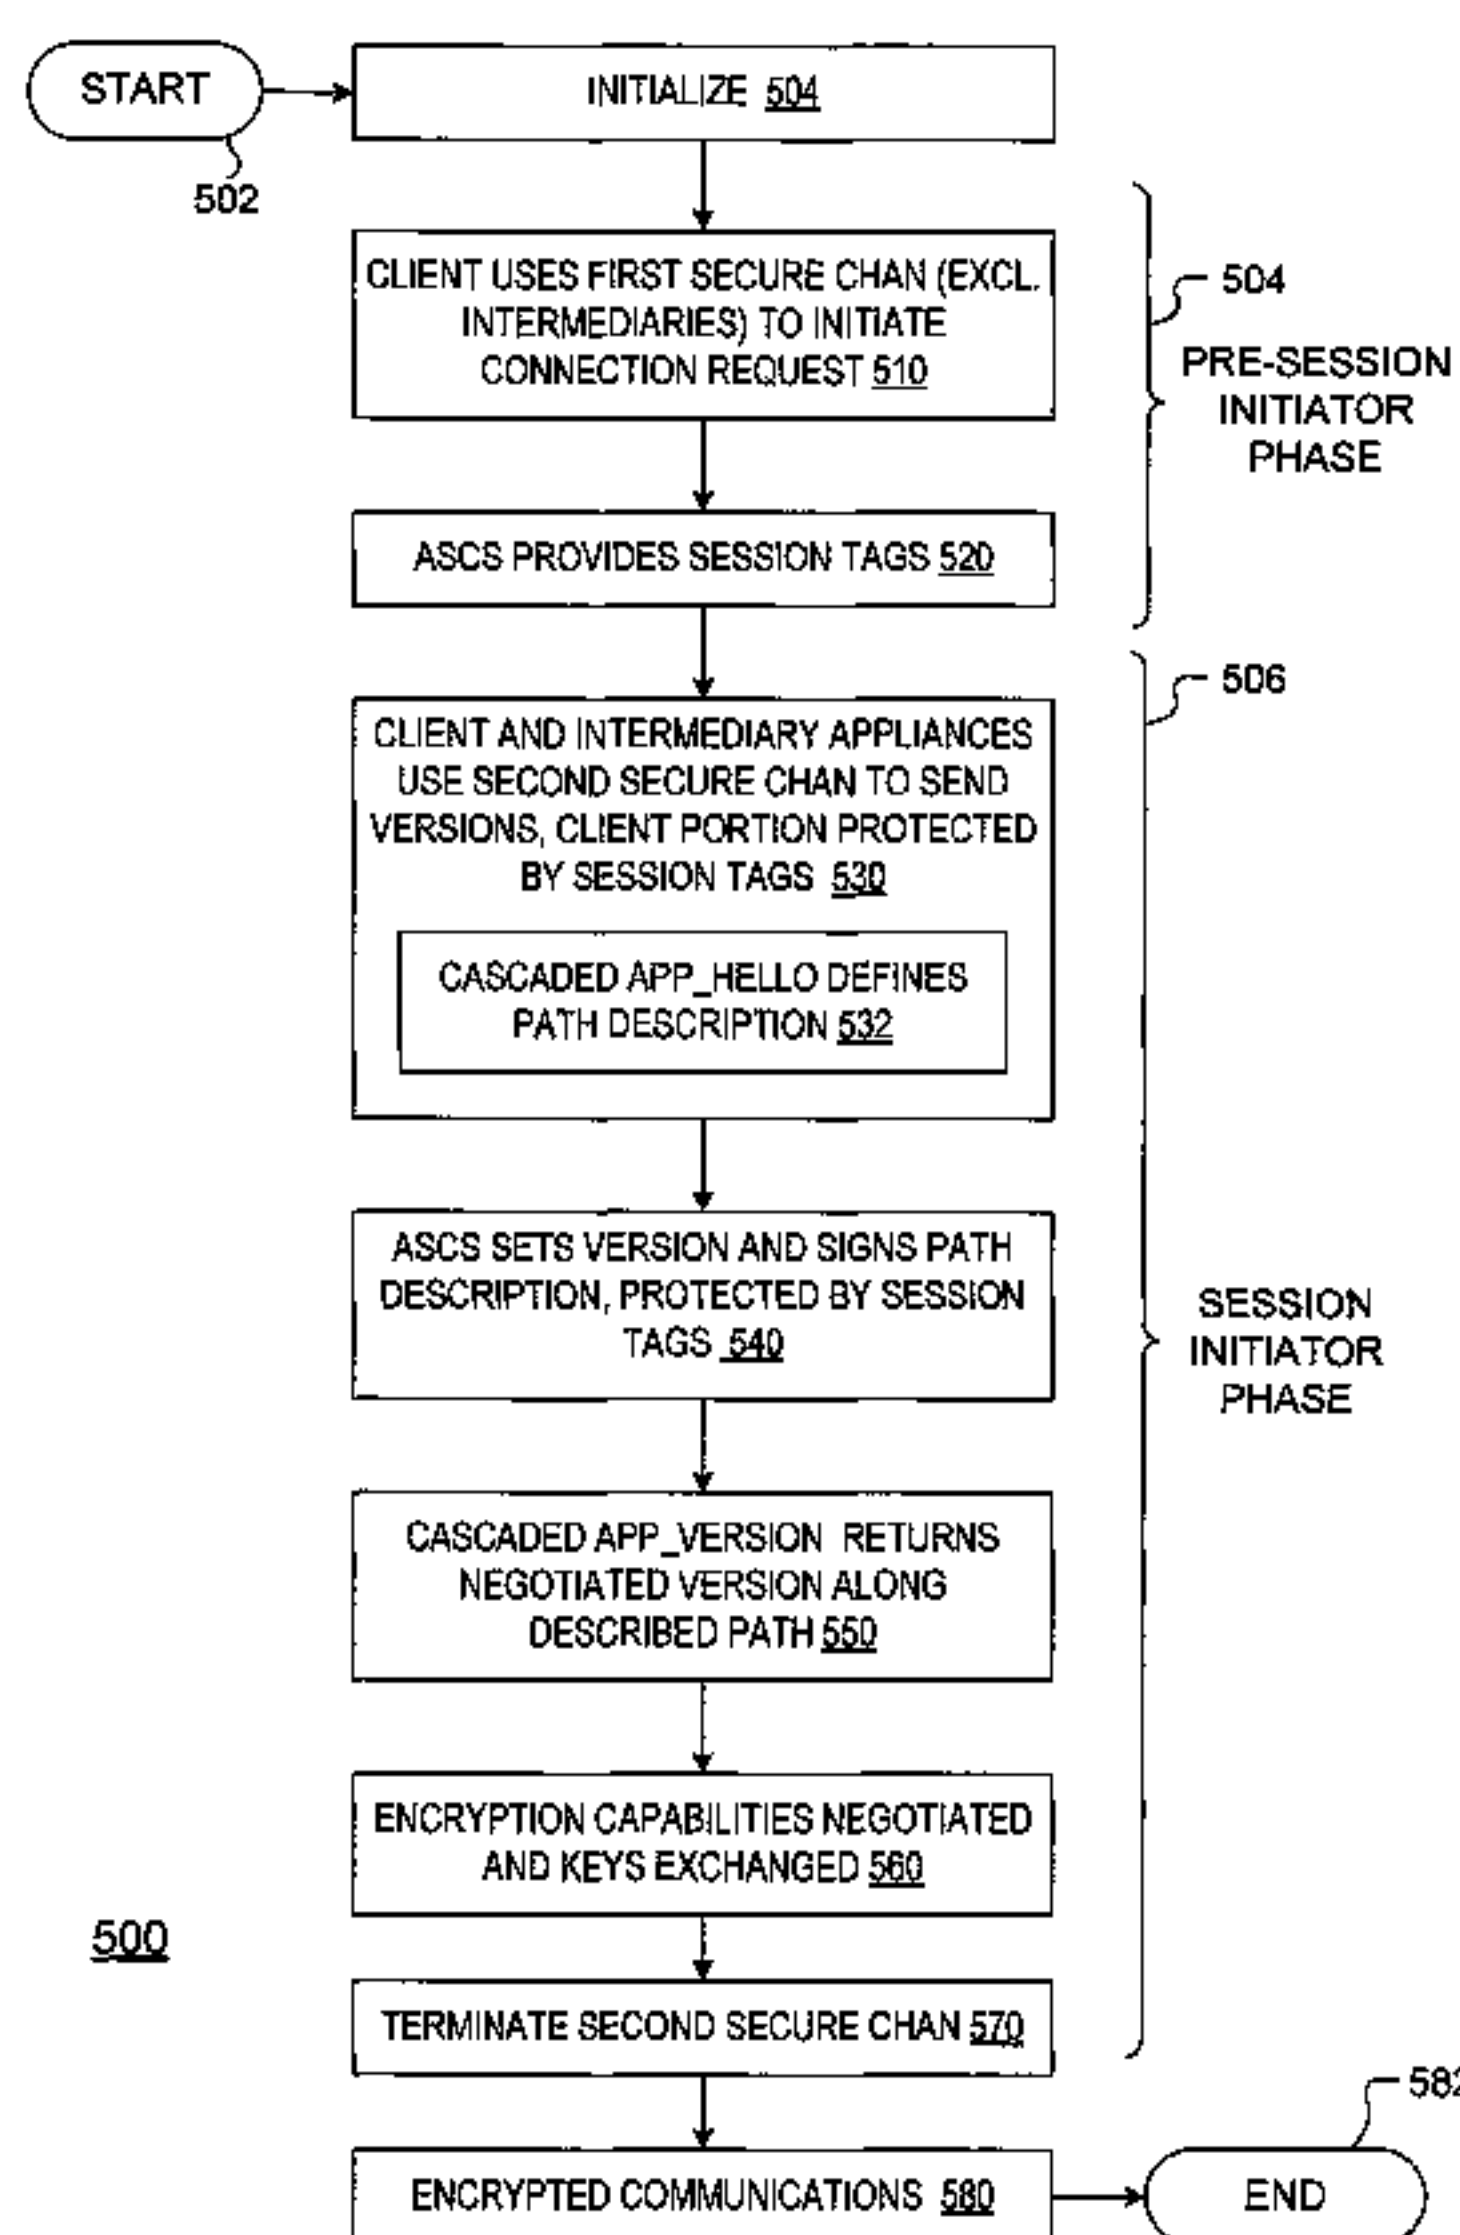 START
INITIALIZE 504
502
CLIENT USES FIRST SECURE CHAN (EXCL.
INTERMEDIARIES) TO INITIATE
CONNECTION REQUEST 510
504
PRE-SESSION
INITIATOR
PHASE
ASCS PROVIDES SESSION TAGS 520
506
CLIENT AND INTERMEDIARY APPLIANCES
USE SECOND SECURE CHAN TO SEND
VERSIONS, CLIENT PORTION PROTECTED
BY SESSION TAGS 530
CASCADED APP_HELLO DEFINES
PATH DESCRIPTION 532
ASCS SETS VERSION AND SIGNS PATH
DESCRIPTION, PROTECTED BY SESSION
TAGS 540
SESSION
INITIATOR
PHASE
CASCADED APP_VERSION RETURNS
NEGOTIATED VERSION ALONG
DESCRIBED PATH 550
ENCRYPTION CAPABILITIES NEGOTIATED
AND KEYS EXCHANGED 560
500
TERMINATE SECOND SECURE CHAN 570
582
ENCRYPTED COMMUNICATIONS 580
END